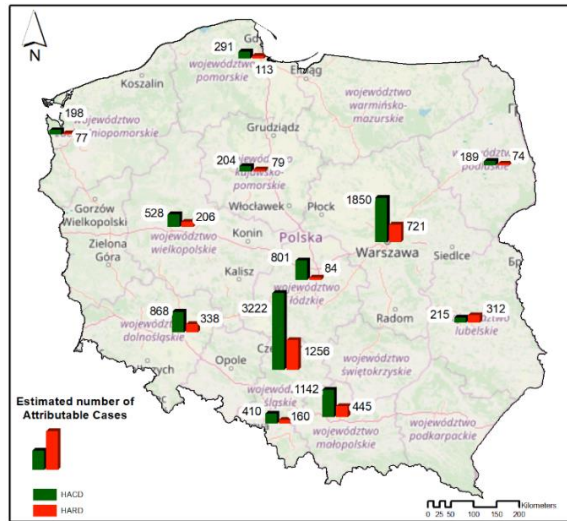 N
291
Gd
województwo
pomorskie
113
Elbląg
Koszalin
województwo
warmińsko-
mazurskie
198
województwo
niopomorskie
77
Grudziądz
204
województwo
kujawsko-
pomorskie
79
189
74
województwo
podlaskie
Włocławek
Płock
1850
721
Warszawa
Siedlce
Gorzów
Wielkopolski
528
206
województwo
wielkopolskie
Konin
Polska
Zielona
Góra
Kalisz
801
84
województwo
łódzkie
Radom
215
312
województwo
lubelskie
868
338
województwo
dolnośląskie
3222
1256
Opole
województwo
świętokrzyskie
województwo
śląskie
1142
445
województwo
małopolskie
410
160
województwo
podkarpackie
Estimated number of
Attributable Cases
HACD
HARD
Kilometers
0 25 50 100 150 200